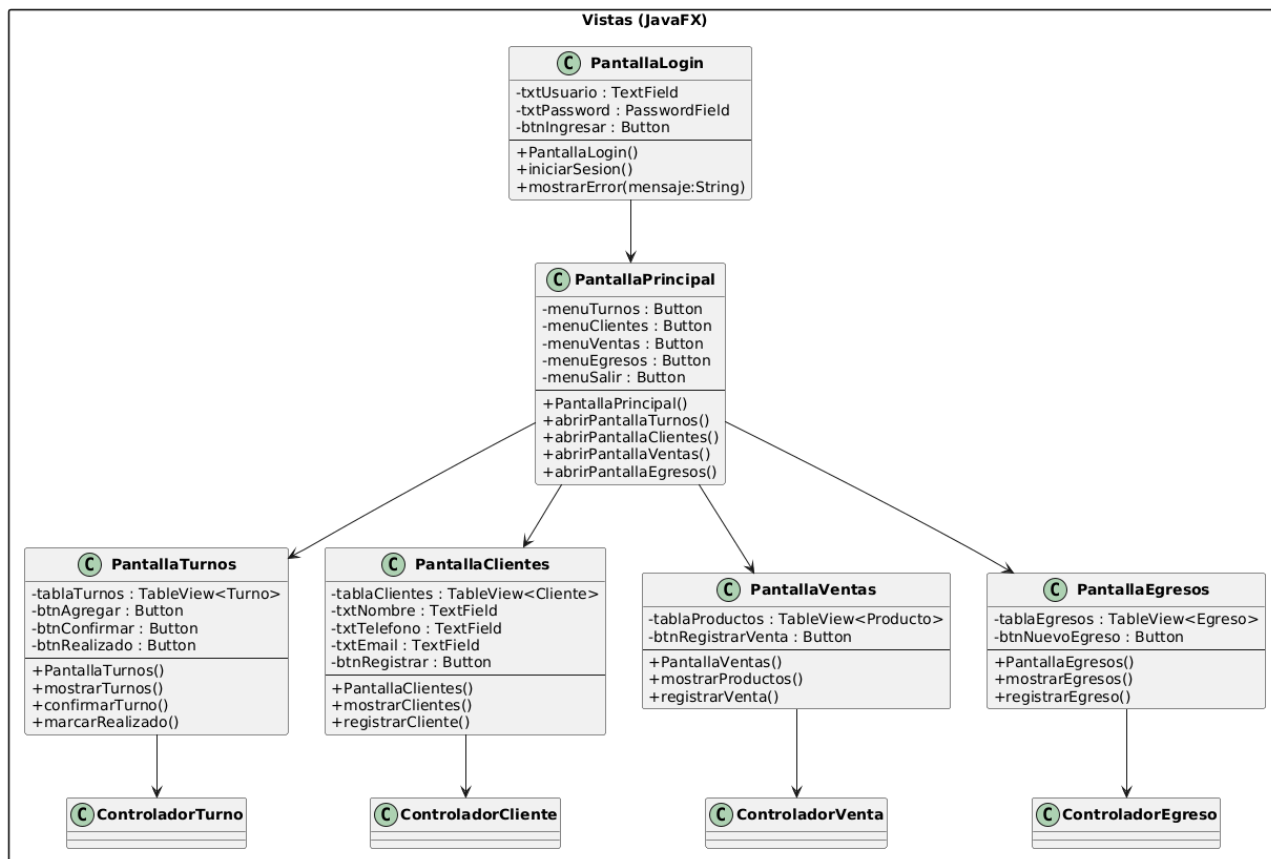 Vistas (JavaFX)
C PantallaLogin
-txtUsuario : TextField
-txtPassword : PasswordField
-btnIngresar : Button
+PantallaLogin()
+iniciarSesion()
+mostrarError(mensaje:String)
C PantallaPrincipal
-menuTurnos : Button
-menuClientes : Button
-menuVentas : Button
-menuEgresos : Button
-menuSalir : Button
+PantallaPrincipal()
+abrirPantallaTurnos()
+abrirPantallaClientes()
+abrirPantallaVentas()
+abrirPantallaEgresos()
C PantallaTurnos
-tablaTurnos : TableView<Turno>
-btnAgregar : Button
-btnConfirmar : Button
-btnRealizado : Button
+PantallaTurnos()
+mostrarTurnos()
+confirmarTurno()
+marcarRealizado()
C PantallaClientes
-tablaClientes : TableView<Cliente>
-txtNombre : TextField
-txtTelefono : TextField
-txtEmail : TextField
-btnRegistrar : Button
+PantallaClientes()
+mostrarClientes()
+registrarCliente()
C PantallaVentas
-tablaProductos : TableView<Producto>
-btnRegistrarVenta : Button
+PantallaVentas()
+mostrarProductos()
+registrarVenta()
C PantallaEgresos
-tablaEgresos : TableView<Egreso>
-btnNuevoEgreso : Button
+PantallaEgresos()
+mostrarEgresos()
+registrarEgreso()
C ControladorTurno
C ControladorCliente
C ControladorVenta
C ControladorEgreso